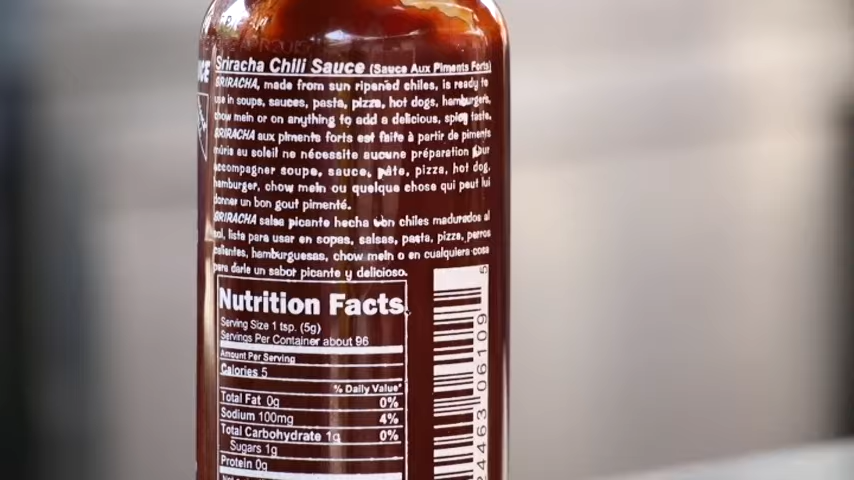 Sriracha Chili Sauce (Sauce Aux Piments Forts)
SRIRACHA, made from sun ripened chiles, is ready to
use in soups, sauces, pasta, pizza, hot dogs, hamburgers,
chow mein or on anything to add a delicious, spicy taste.
SRIRACHA aux piments forts est faite à partir de piments
mûris au soleil ne nécessite aucune préparation pour
accompagner soupe, sauce, pâte, pizza, hot dog,
hamburger, chow mein ou quelque chose qui peut lui
donner un bon gout pimenté.
SRIRACHA salsa picante hecha con chiles madurados al
sol, lista para usar en sopas, salsas, pasta, pizza, perros
calientes, hamburguesas, chow mein o en cualquiera cosa
para darle un sabor picante y delicioso.
Nutrition Facts
Serving Size 1 tsp. (5g)
Servings Per Container about 96
Amount Per Serving
Calories 5
% Daily Value*
Total Fat 0g 0%
Sodium 100mg 4%
Total Carbohydrate 1g 0%
Sugars 1g
Protein 0g
24463 06109 5